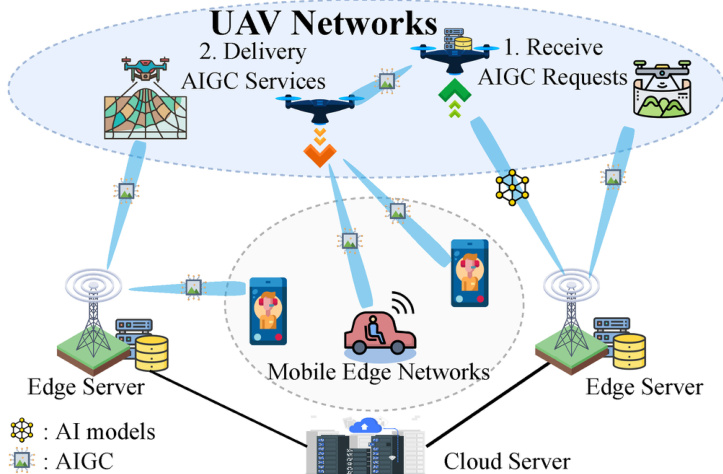 UAV Networks
2. Delivery
AIGC Services
1. Receive
AIGC Requests
Edge Server
Mobile Edge Networks
Edge Server
: AI models
: AIGC
Cloud Server